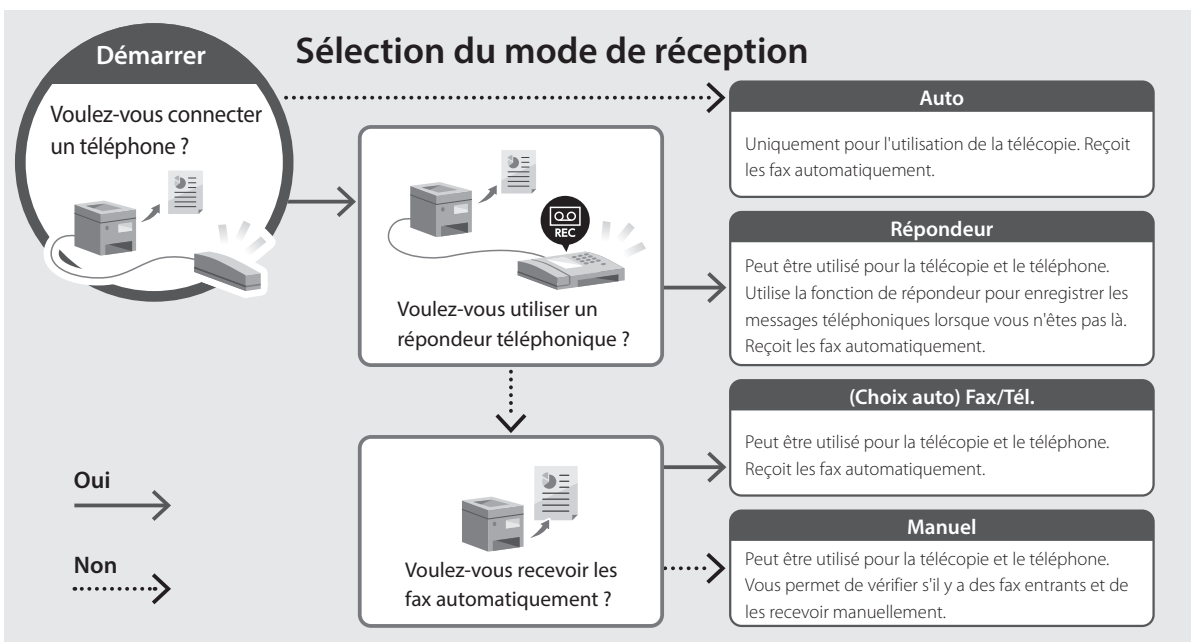 Sélection du mode de réception
Démarrer
Voulez-vous connecter
un téléphone ?
REC
Voulez-vous utiliser un
répondeur téléphonique ?
Voulez-vous recevoir les
fax automatiquement ?
Auto
Uniquement pour l'utilisation de la télécopie. Reçoit
les fax automatiquement.
Répondeur
Peut être utilisé pour la télécopie et le téléphone.
Utilise la fonction de répondeur pour enregistrer les
messages téléphoniques lorsque vous n'êtes pas là.
Reçoit les fax automatiquement.
(Choix auto) Fax/Tél.
Peut être utilisé pour la télécopie et le téléphone.
Reçoit les fax automatiquement.
Manuel
Peut être utilisé pour la télécopie et le téléphone.
Vous permet de vérifier s'il y a des fax entrants et de
les recevoir manuellement.
Oui
Non